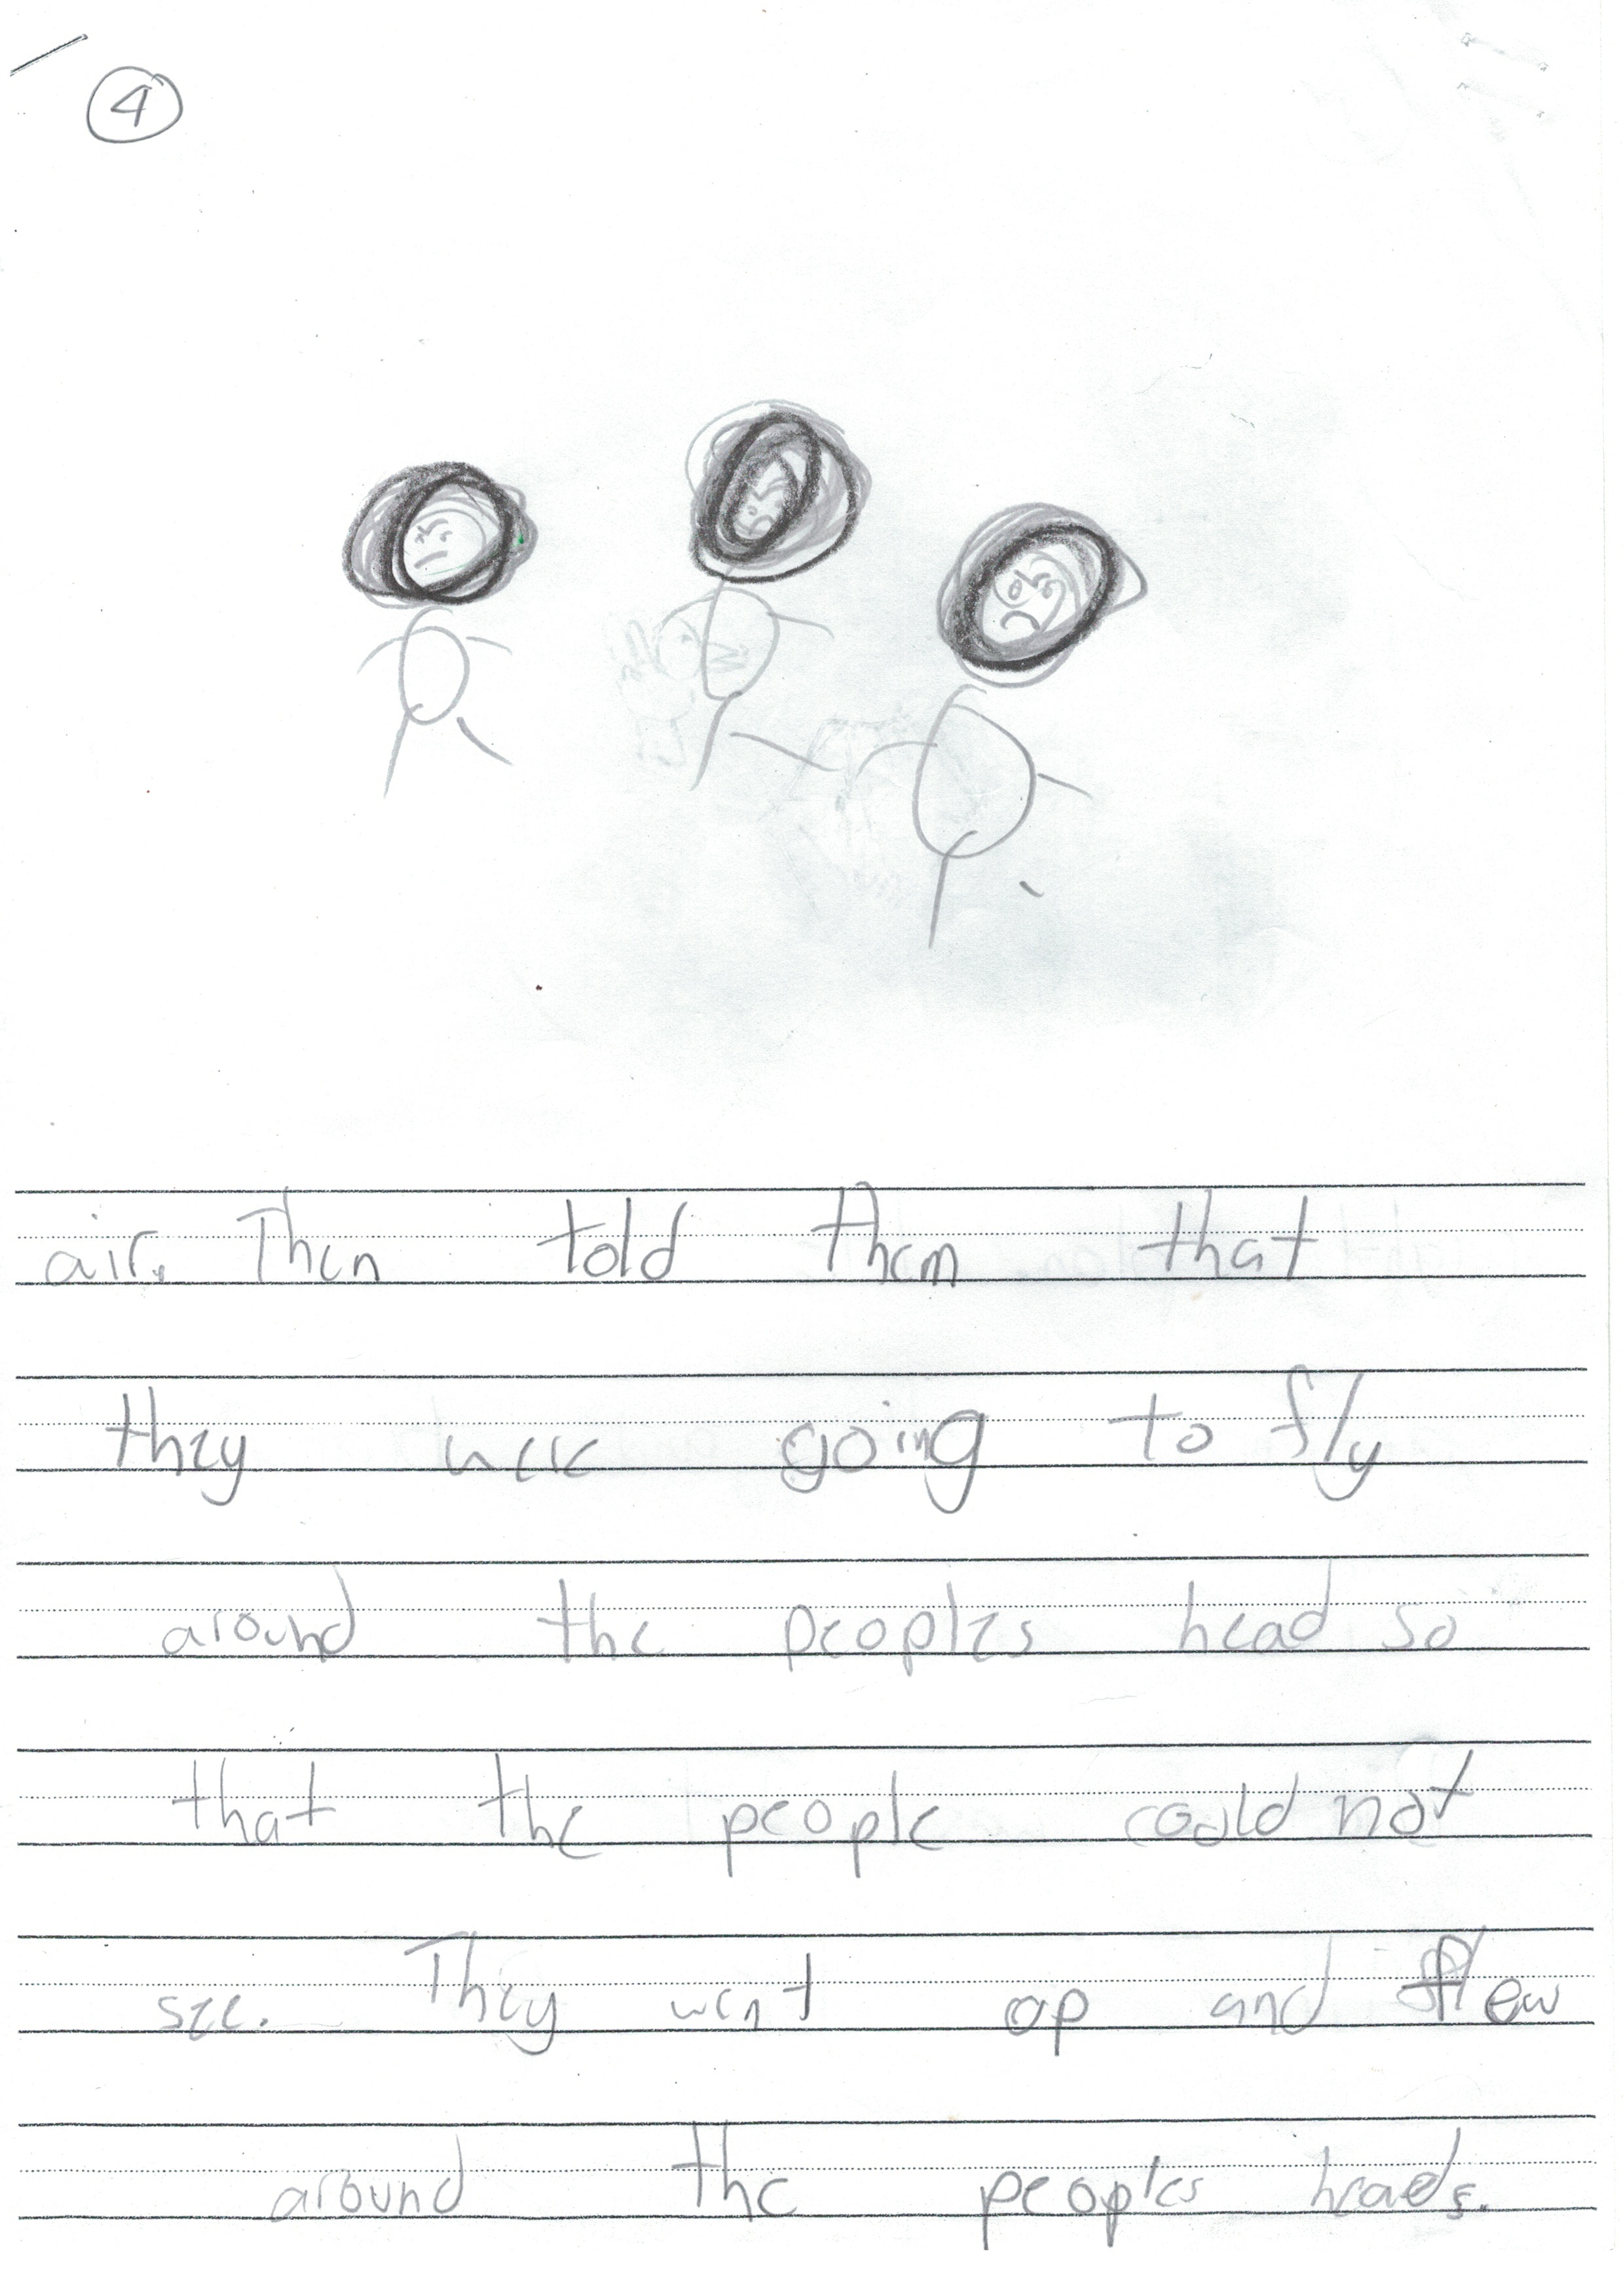 4
air. Then told them that
they were going to fly
around the peoples head so
that the people could not
see. They went op and flew
around the peoples heads.